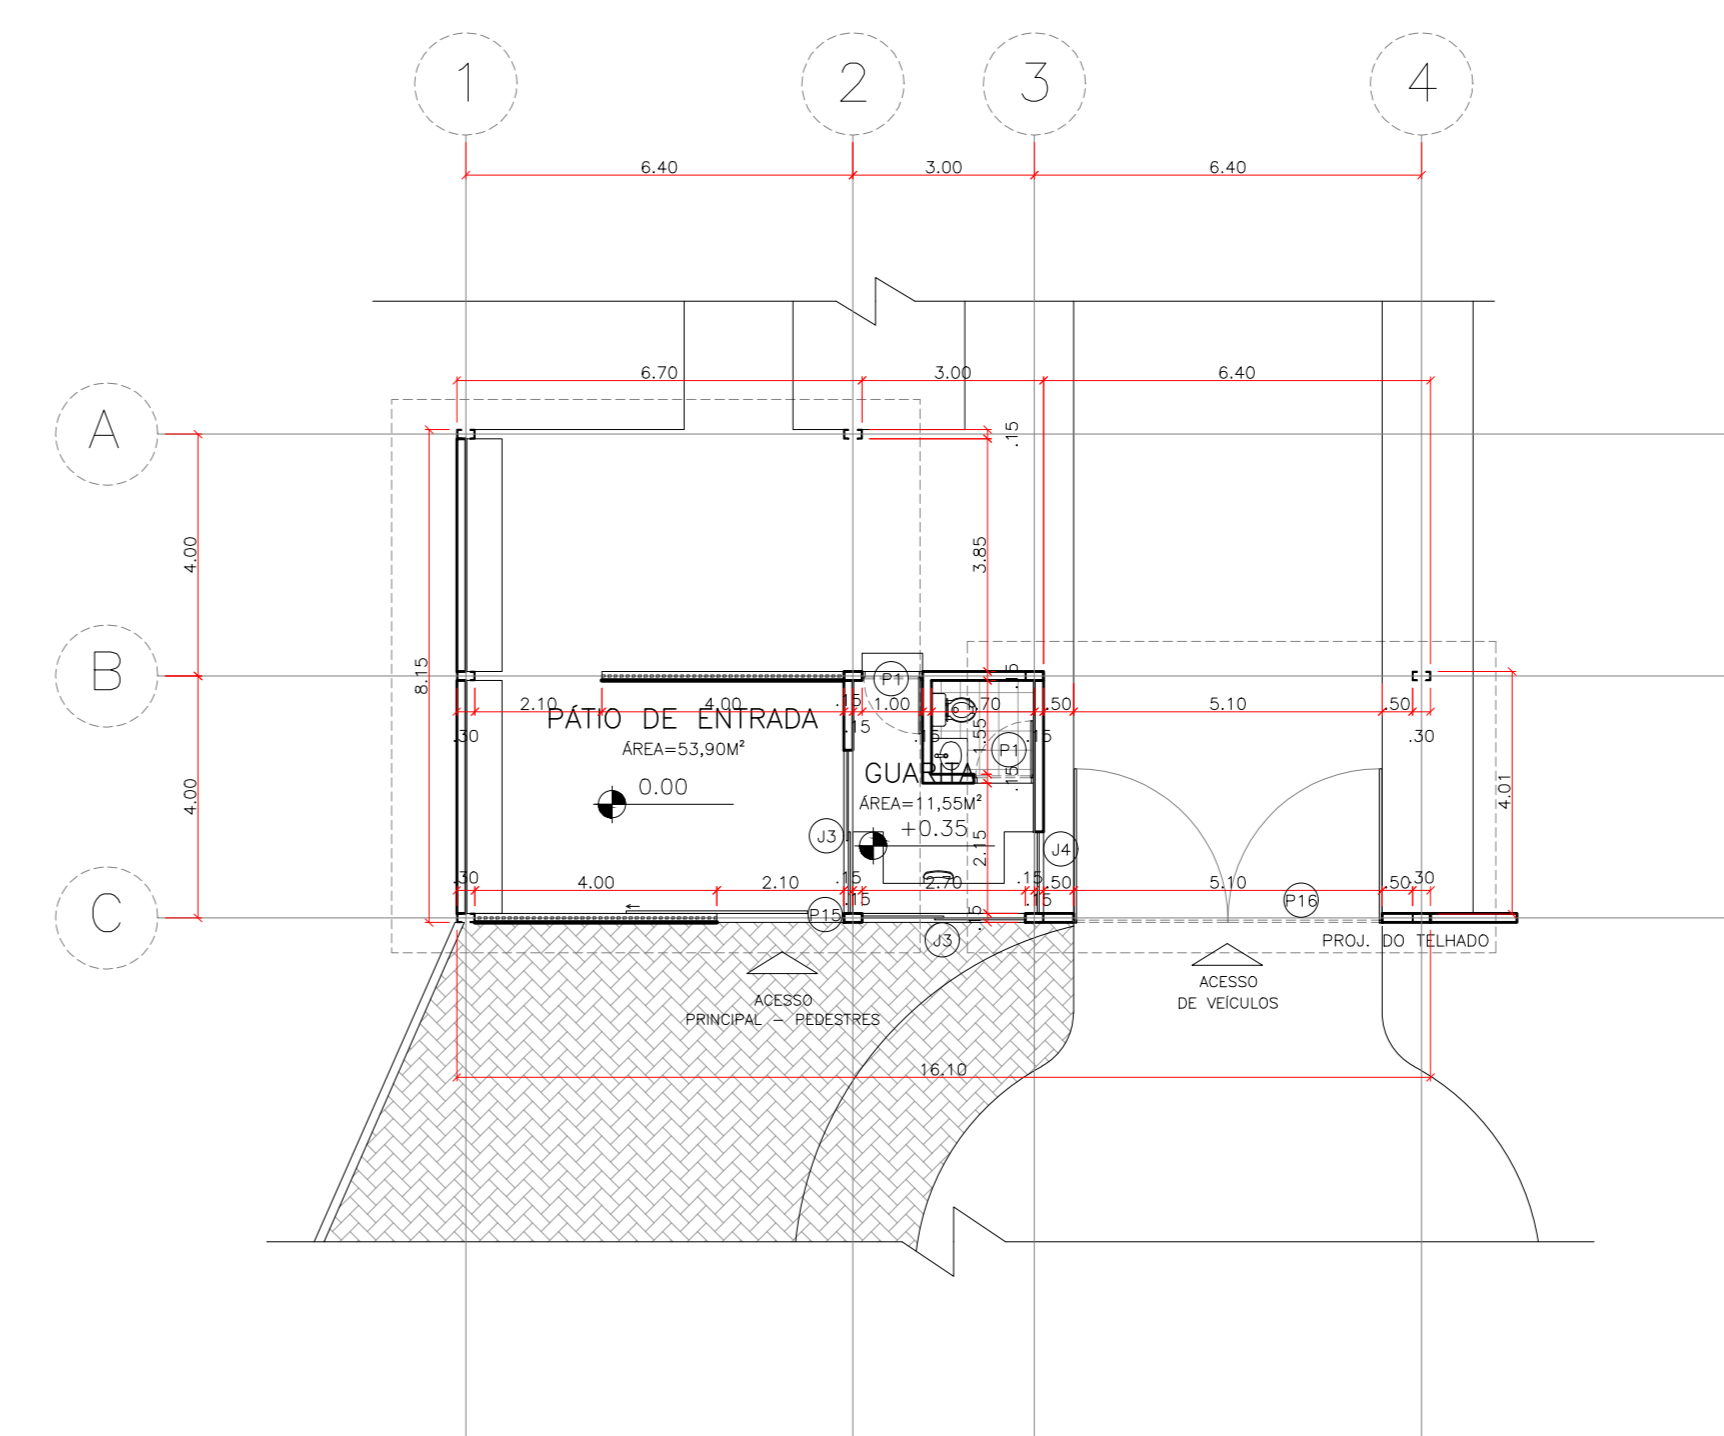 1
2
3
4
6.40
3.00
6.40
6.70
3.00
6.40
A
.15
4.00
3.85
B
8.15
P1
2.10
4.00
.15
1.00
.50
5.10
.50
PÁTIO DE ENTRADA
.30
.15
.15
1.55
.15
.30
ÁREA=53,90M²
P1
GUARITA
.15
0.00
4.00
4.01
ÁREA=11,55M²
+0.35
J3
2.15
J4
.30
4.00
2.10
.15
2.70
.15
.50
5.10
.50
.30
C
.15
.15
P15
.15
P16
J3
PROJ. DO TELHADO
ACESSO
PRINCIPAL – PEDESTRES
ACESSO
DE VEÍCULOS
16.10